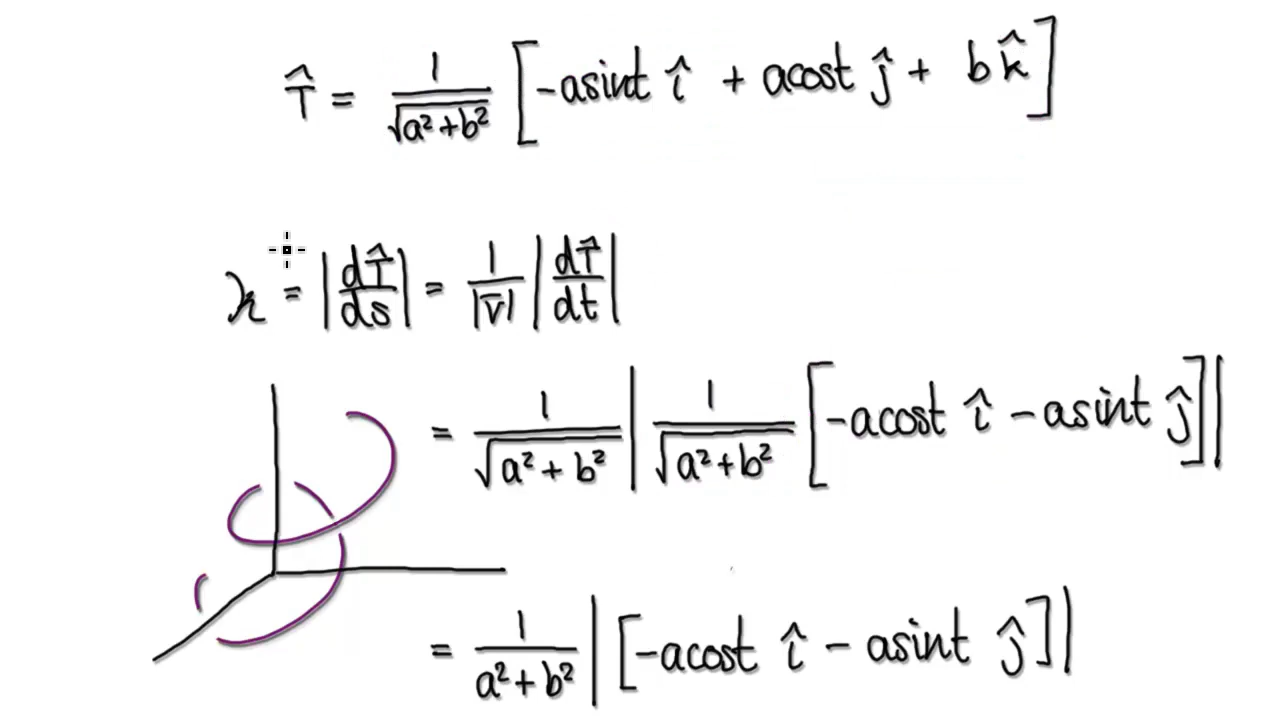 T̂ = 1/√(a²+b²) [-asint î + acost ĵ + b k̂]
κ = |dT̂/ds| = 1/|v̄| |dT̂/dt|
= 1/√(a²+b²) | 1/√(a²+b²) [-acost î - asint ĵ]|
= 1/(a²+b²) | [-acost î - asint ĵ]|